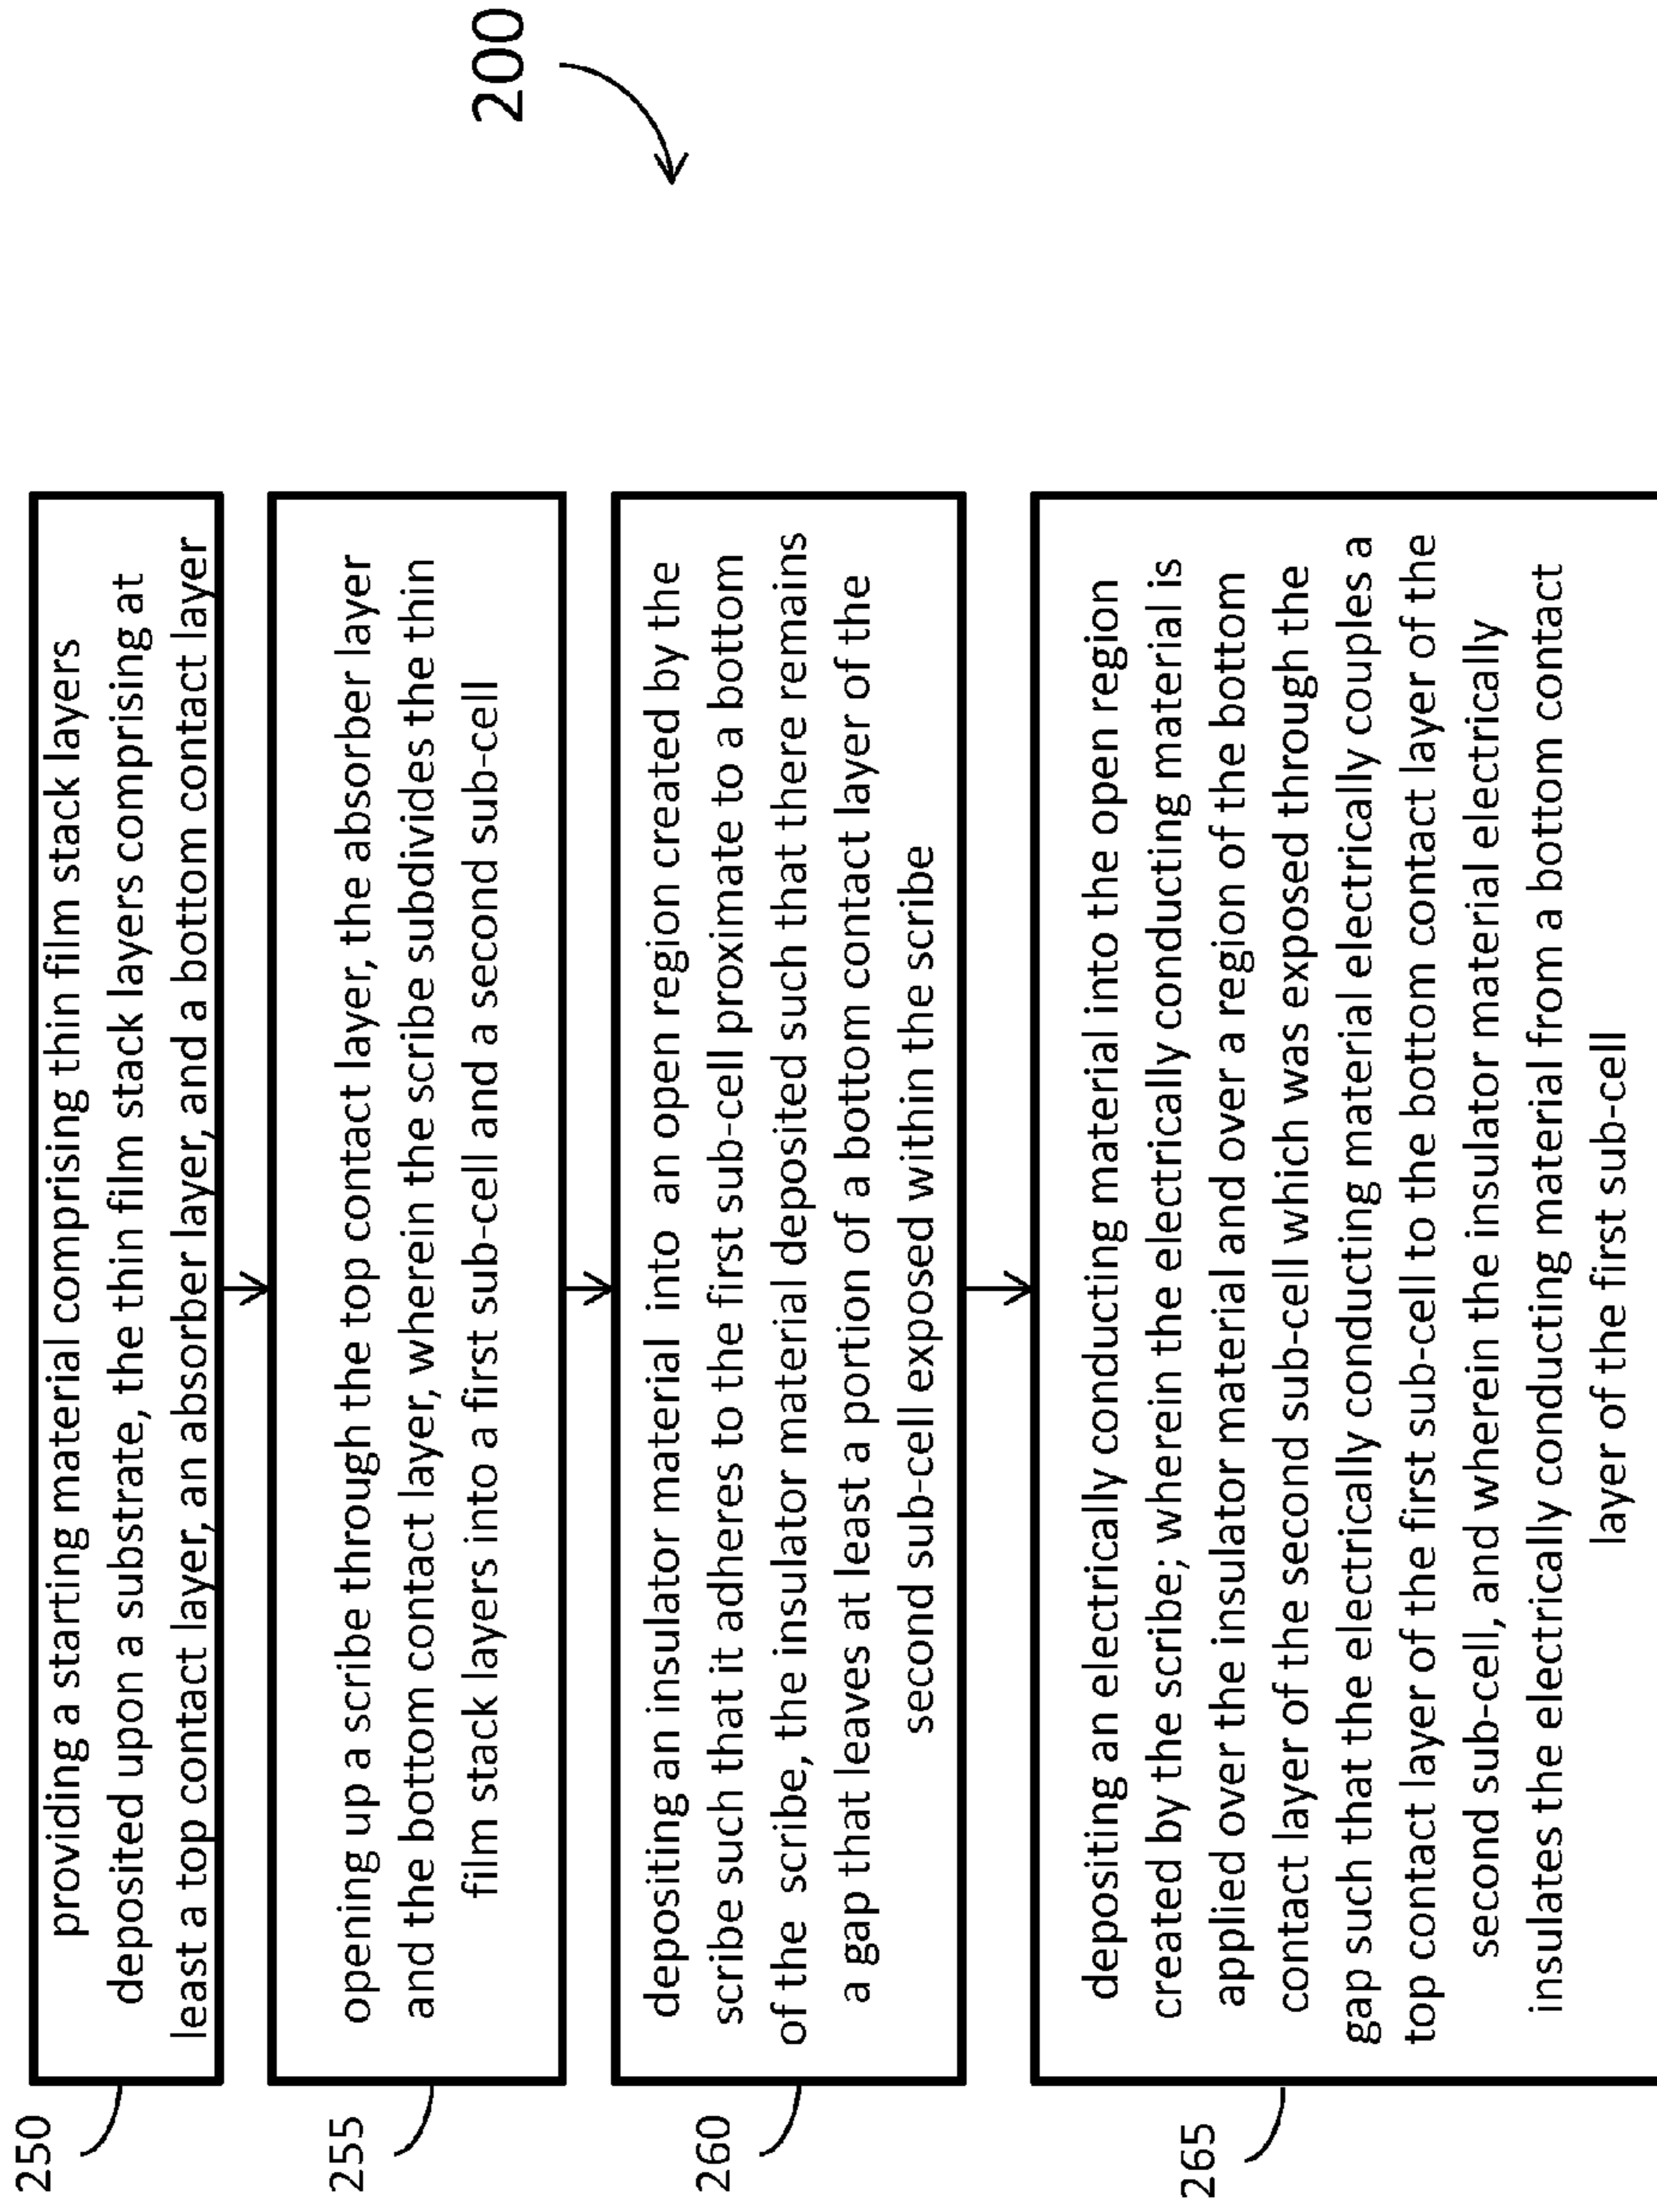 200
250
providing a starting material comprising thin film stack layers
deposited upon a substrate, the thin film stack layers comprising at
least a top contact layer, an absorber layer, and a bottom contact layer
255
opening up a scribe through the top contact layer, the absorber layer
and the bottom contact layer, wherein the scribe subdivides the thin
film stack layers into a first sub-cell and a second sub-cell
260
depositing an insulator material into an open region created by the
scribe such that it adheres to the first sub-cell proximate to a bottom
of the scribe, the insulator material deposited such that there remains
a gap that leaves at least a portion of a bottom contact layer of the
second sub-cell exposed within the scribe
265
depositing an electrically conducting material into the open region
created by the scribe; wherein the electrically conducting material is
applied over the insulator material and over a region of the bottom
contact layer of the second sub-cell which was exposed through the
gap such that the electrically conducting material electrically couples a
top contact layer of the first sub-cell to the bottom contact layer of the
second sub-cell, and wherein the insulator material electrically
insulates the electrically conducting material from a bottom contact
layer of the first sub-cell